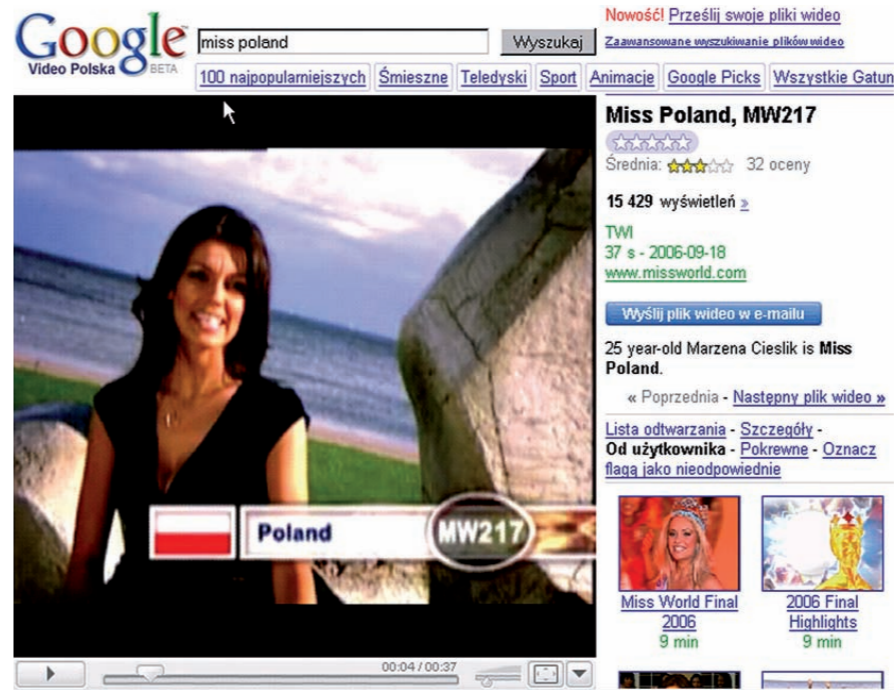 Nowość! Prześlij swoje pliki wideo
Google
Video Polska BETA
miss poland
Wyszukaj
Zaawansowane wyszukiwanie plików wideo
100 najpopularniejszych Śmieszne Teledyski Sport Animacje Google Picks Wszystkie Gatun
Poland MW217
00:04 / 00:37
Miss Poland, MW217
Średnia: 32 oceny
15 429 wyświetleń »
TWI
37 s - 2006-09-18
www.missworld.com
Wyślij plik wideo w e-mailu
25 year-old Marzena Cieslik is Miss
Poland.
« Poprzednia - Następny plik wideo »
Lista odtwarzania - Szczegóły -
Od użytkownika - Pokrewne - Oznacz
flagą jako nieodpowiednie
Miss World Final
2006
9 min
2006 Final
Highlights
9 min